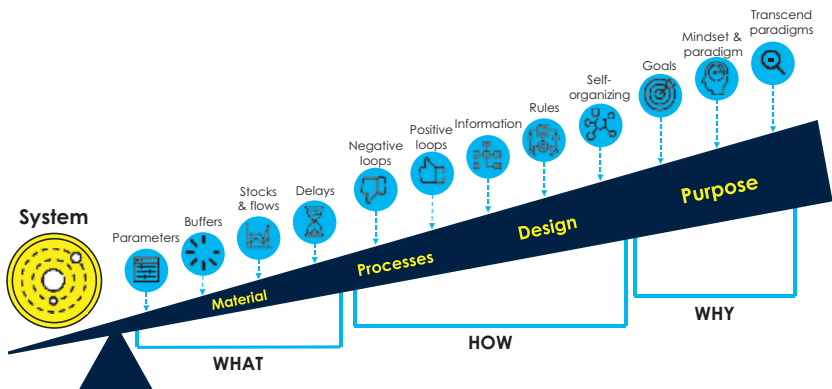 System
Parameters
Buffers
Stocks
& flows
Delays
Negative
loops
Positive
loops
Information
Rules
Self-
organizing
Goals
Mindset &
paradigm
Transcend
paradigms
Material
Processes
Design
Purpose
WHAT
HOW
WHY